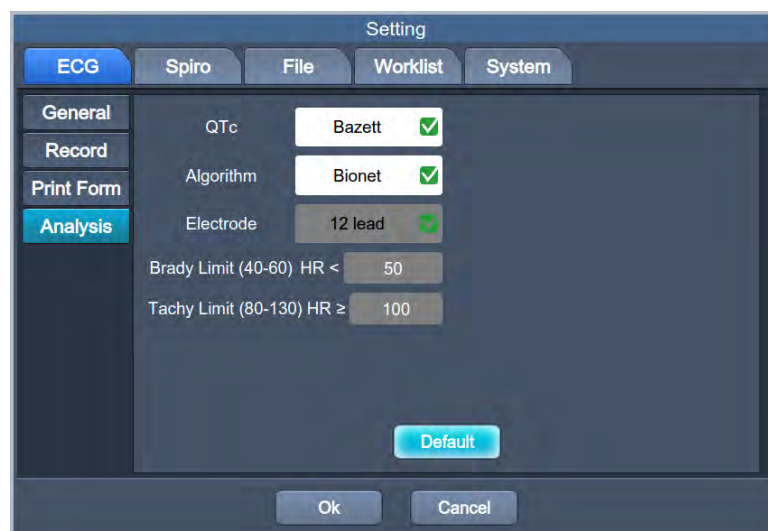 Setting
ECG Spiro File Worklist System
General
Record
Print Form
Analysis
QTc Bazett
Algorithm Bionet
Electrode 12 lead
Brady Limit (40-60) HR < 50
Tachy Limit (80-130) HR ≥ 100
Default
Ok Cancel